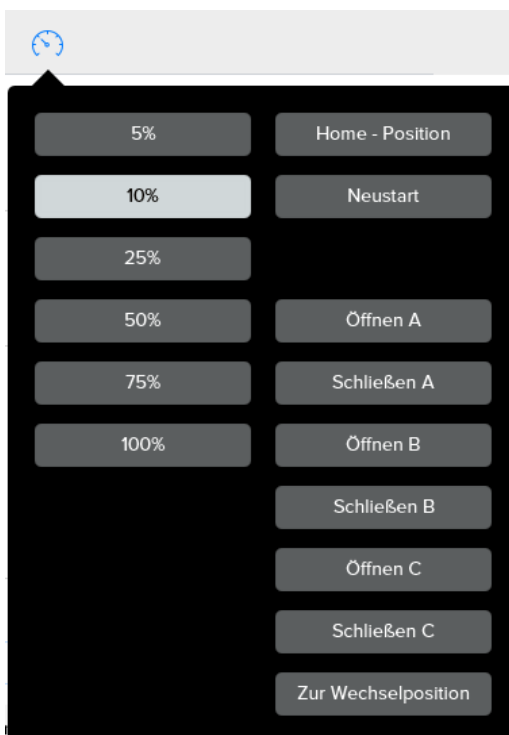 5%
Home - Position
10%
Neustart
25%
50%
Öffnen A
75%
Schließen A
100%
Öffnen B
Schließen B
Öffnen C
Schließen C
Zur Wechselposition